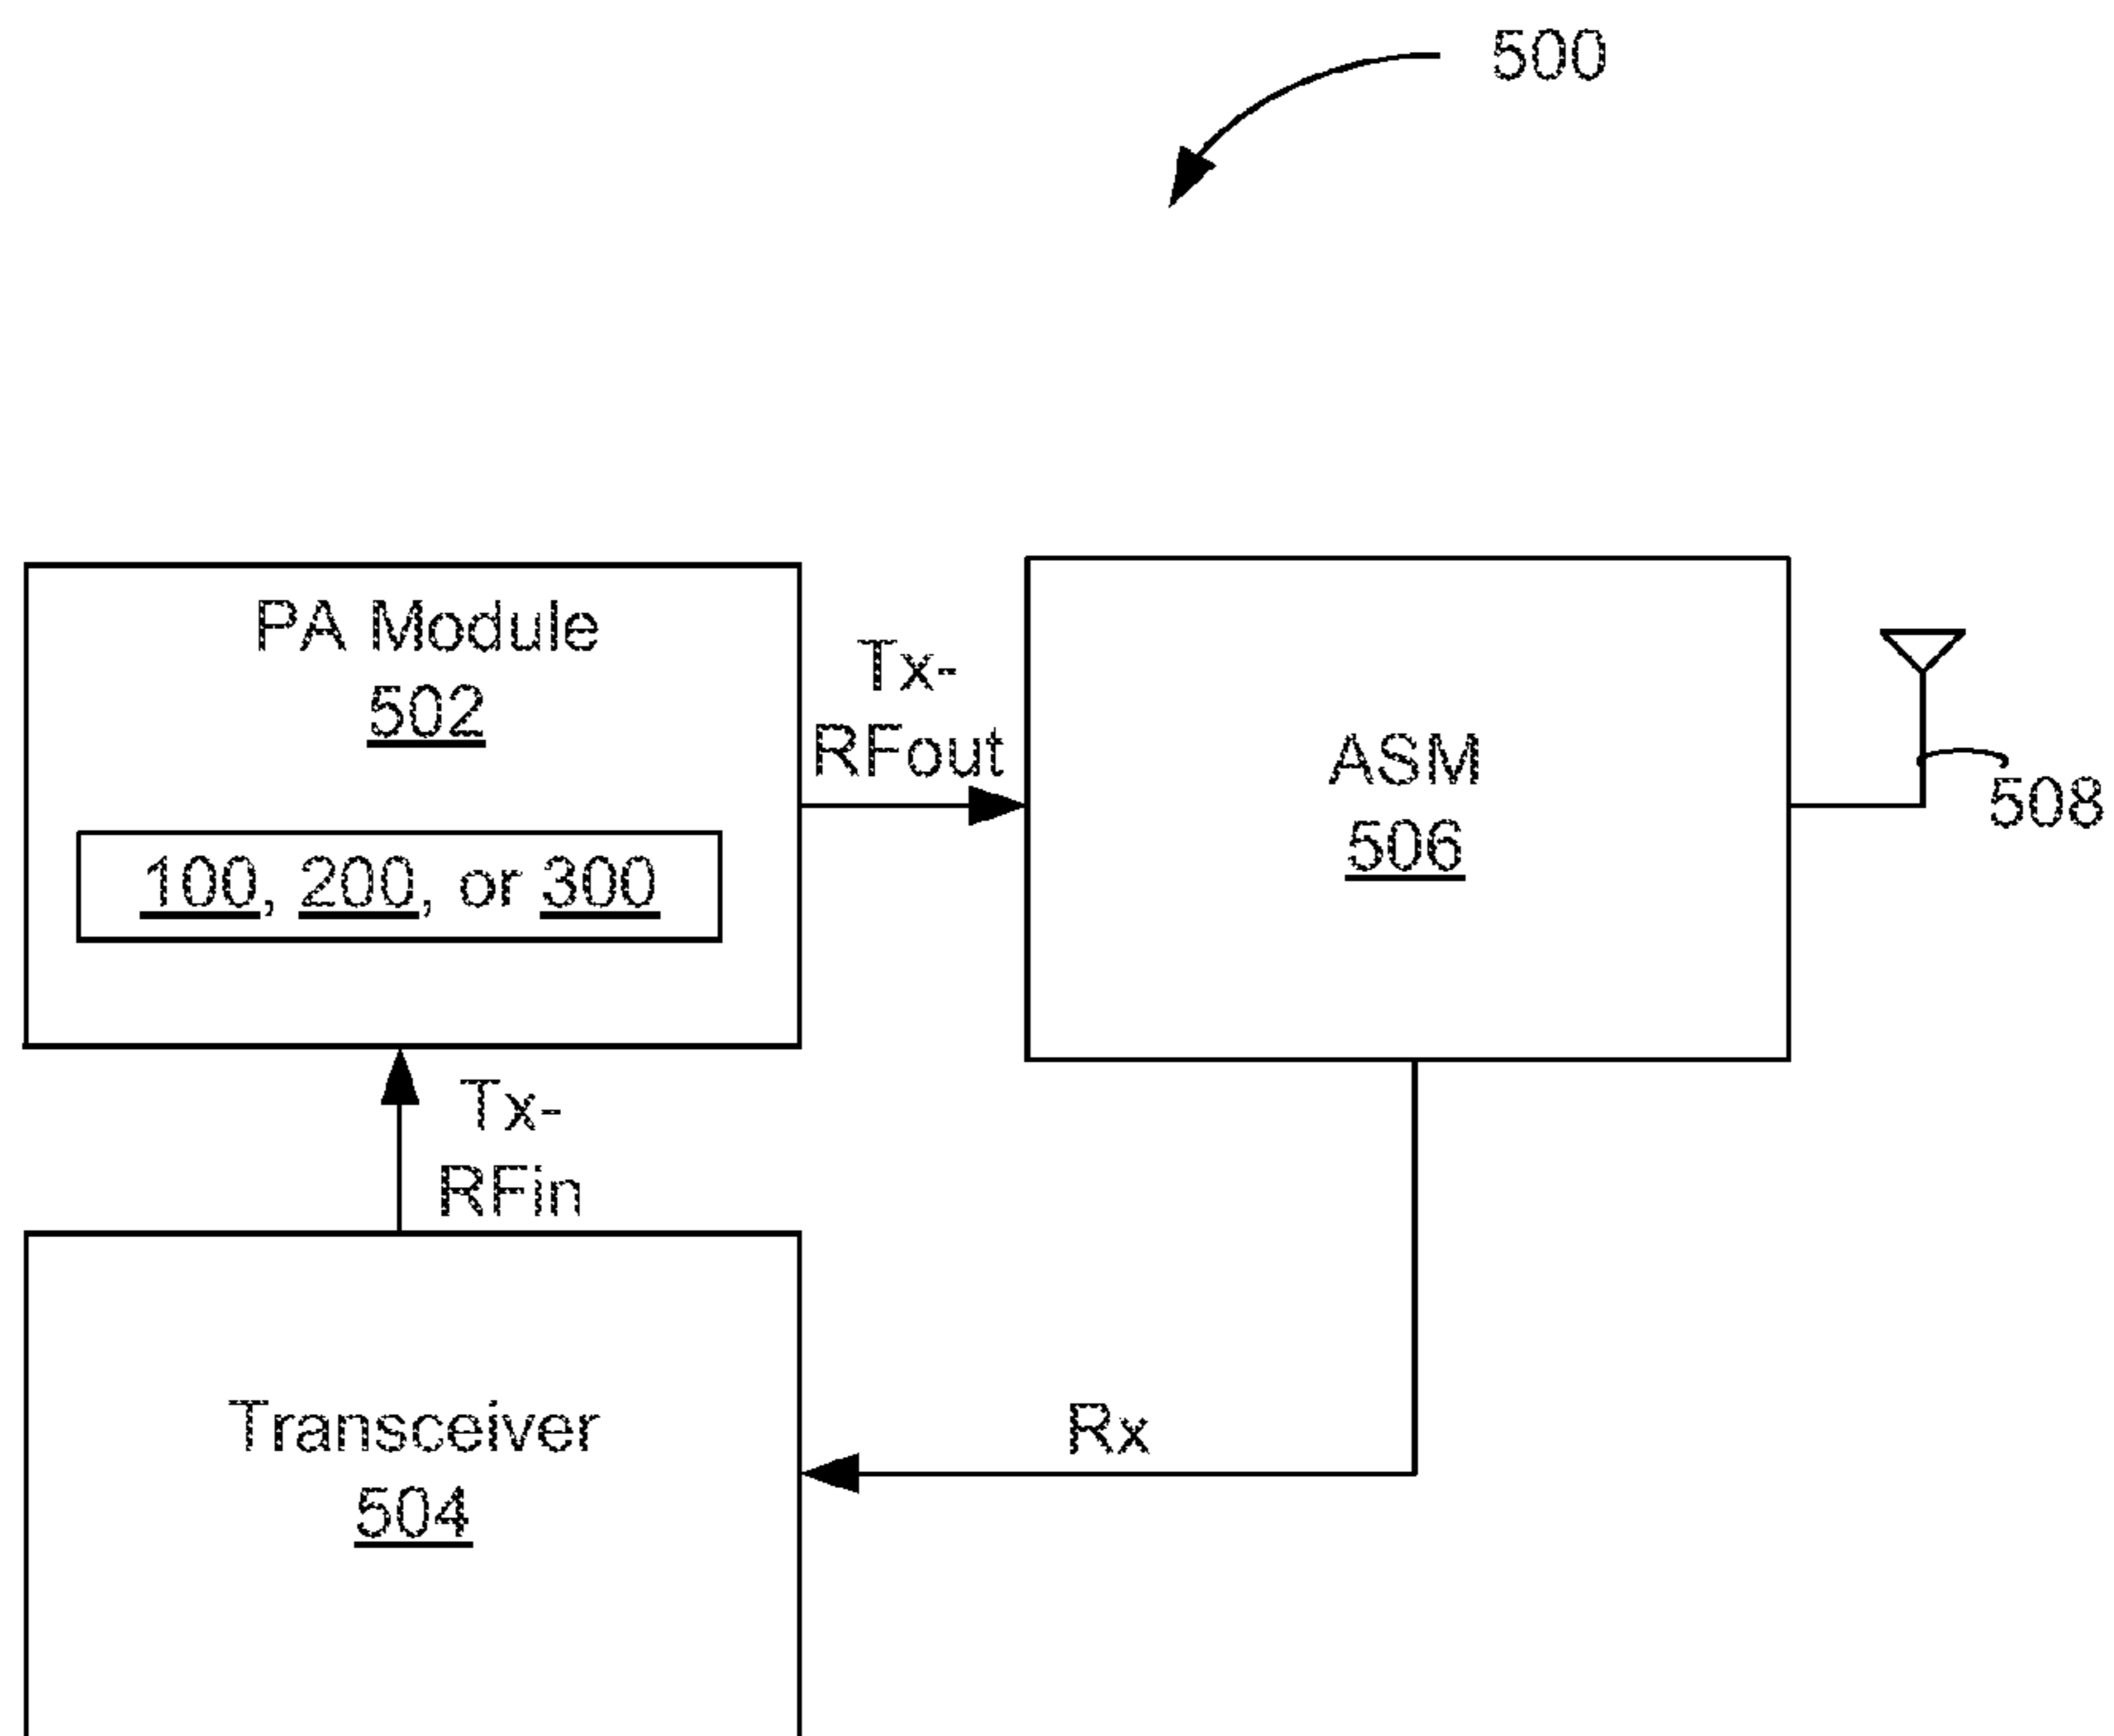 500
PA Module
502
100, 200, or 300
Tx-
RFout
ASM
506
508
Tx-
RFin
Transceiver
504
Rx